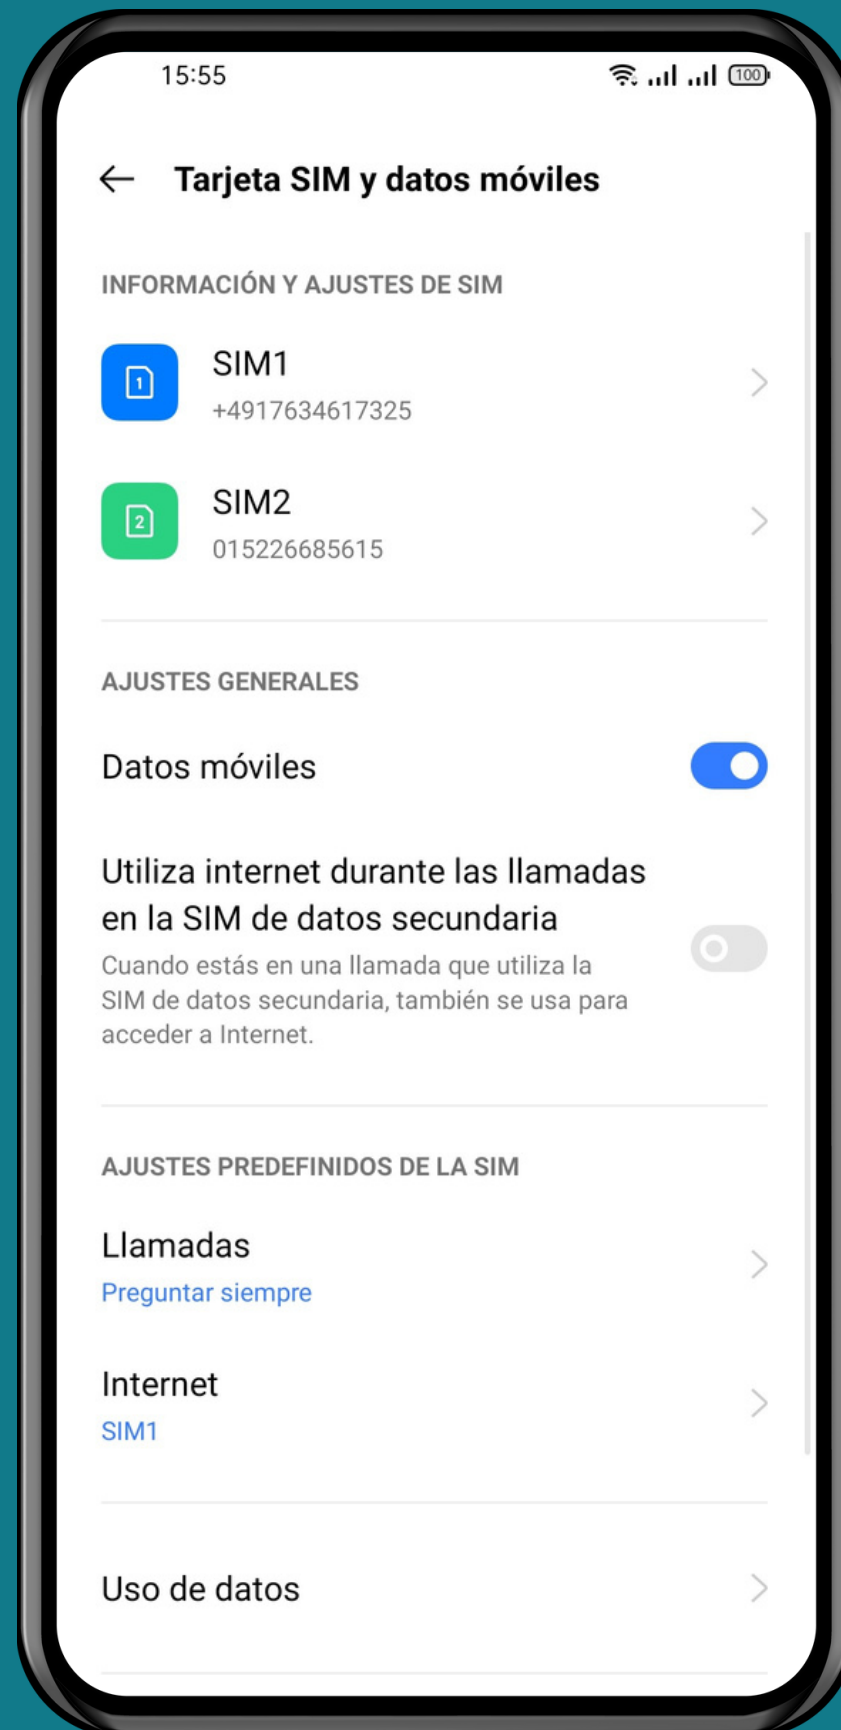 15:55
100
Tarjeta SIM y datos móviles
INFORMACIÓN Y AJUSTES DE SIM
1
SIM1
+4917634617325
2
SIM2
015226685615
AJUSTES GENERALES
Datos móviles
Utiliza internet durante las llamadas
en la SIM de datos secundaria
Cuando estás en una llamada que utiliza la
SIM de datos secundaria, también se usa para
acceder a Internet.
AJUSTES PREDEFINIDOS DE LA SIM
Llamadas
Preguntar siempre
Internet
SIM1
Uso de datos